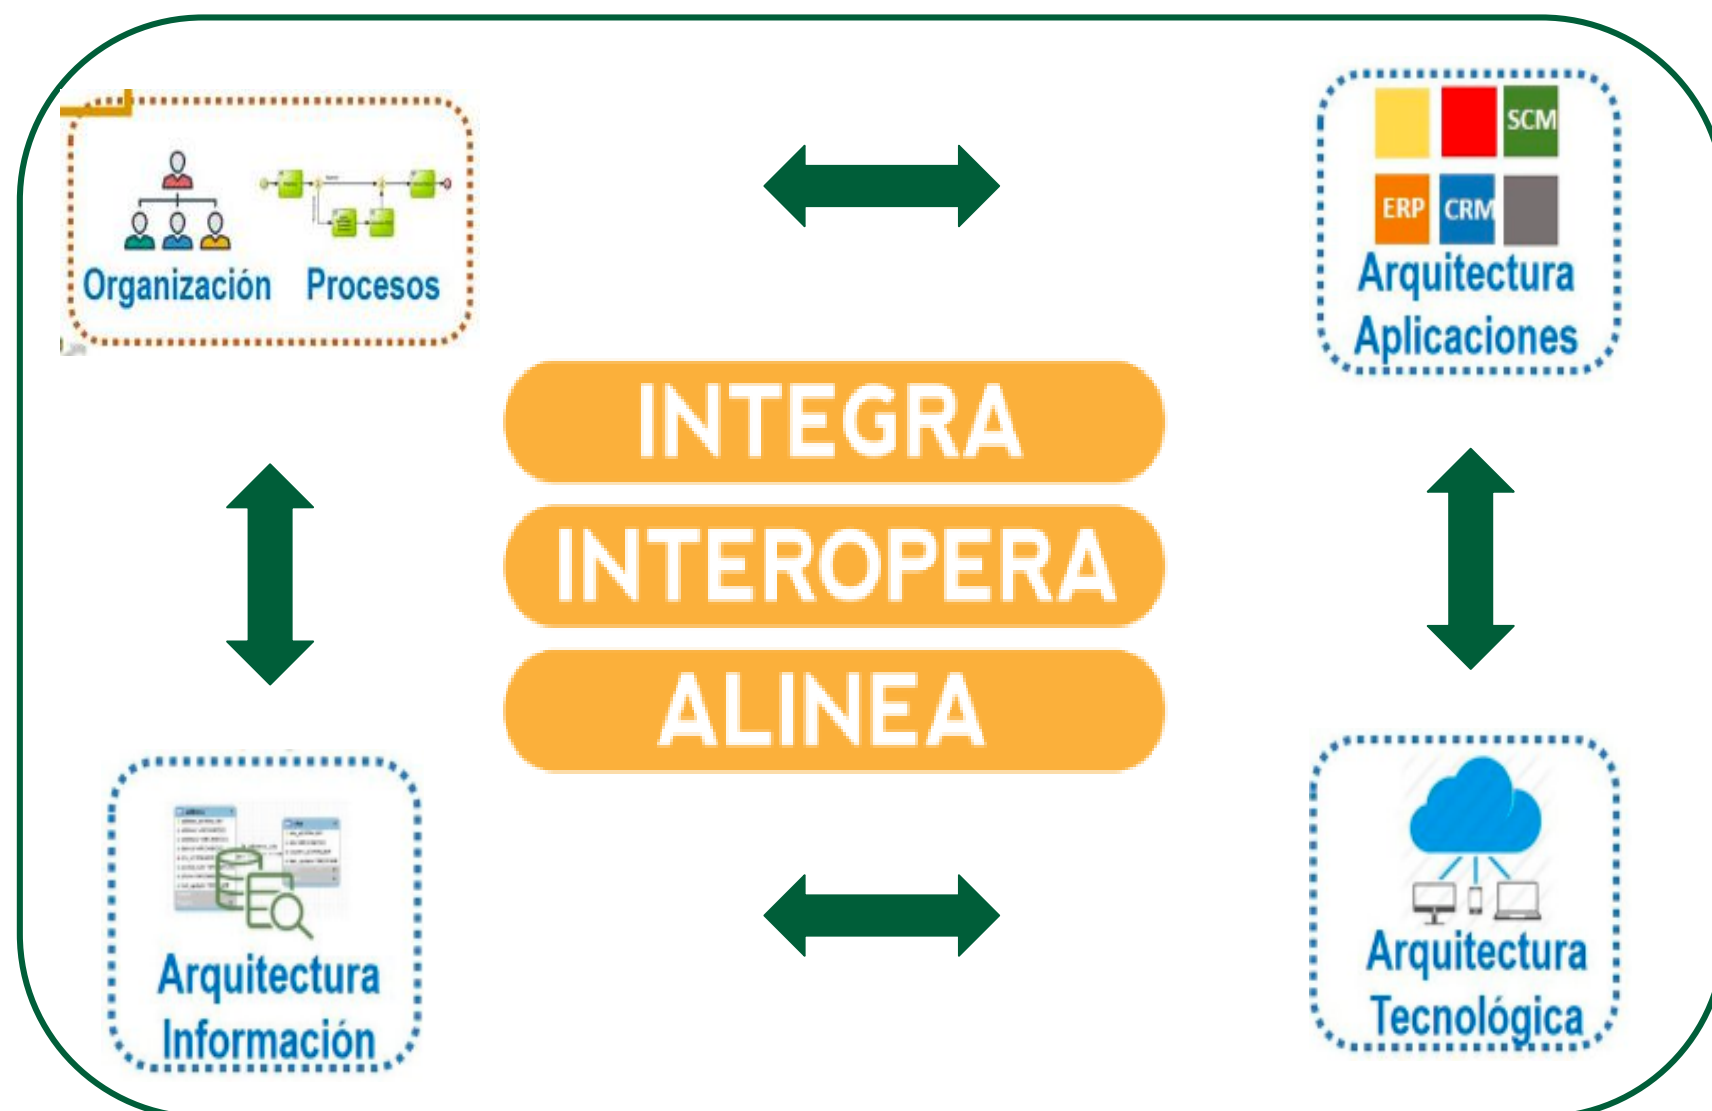 Organización Procesos
SCM
ERP CRM
Arquitectura
Aplicaciones
INTEGRA
INTEROPERA
ALINEA
Arquitectura
Información
Arquitectura
Tecnológica